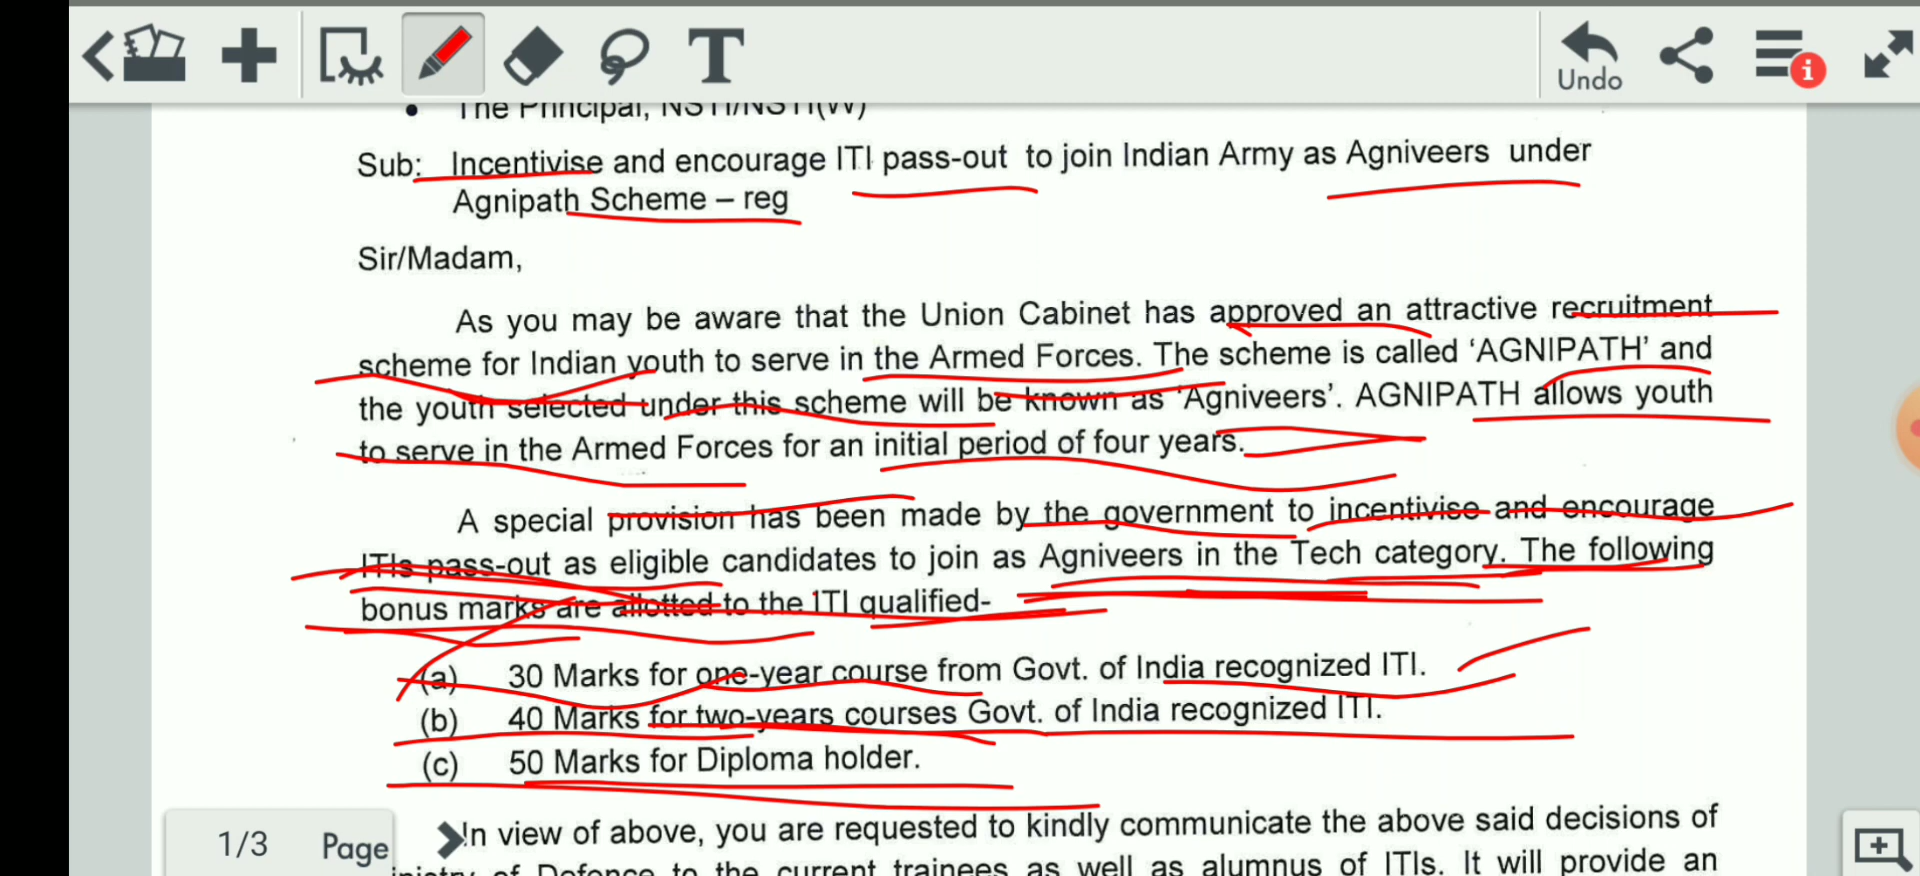 Undo
The Principal, NSTI/NSTI(W)
Sub: Incentivise and encourage ITI pass-out to join Indian Army as Agniveers under
Agnipath Scheme – reg
Sir/Madam,
As you may be aware that the Union Cabinet has approved an attractive recruitment
scheme for Indian youth to serve in the Armed Forces. The scheme is called ‘AGNIPATH’ and
the youth selected under this scheme will be known as ‘Agniveers’. AGNIPATH allows youth
to serve in the Armed Forces for an initial period of four years.
A special provision has been made by the government to incentivise and encourage
ITIs pass-out as eligible candidates to join as Agniveers in the Tech category. The following
bonus marks are allotted to the ITI qualified-
(a) 30 Marks for one-year course from Govt. of India recognized ITI.
(b) 40 Marks for two-years courses Govt. of India recognized ITI.
(c) 50 Marks for Diploma holder.
In view of above, you are requested to kindly communicate the above said decisions of
of Defence to the current trainees as well as alumnus of ITIs. It will provide an
1/3 Page